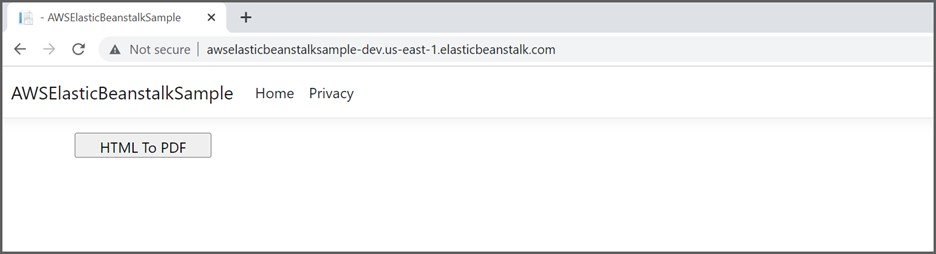 - AWSElasticBeanstalkSample
Not secure | awselasticbeanstalksample-dev.us-east-1.elasticbeanstalk.com
AWSElasticBeanstalkSample Home Privacy
HTML To PDF